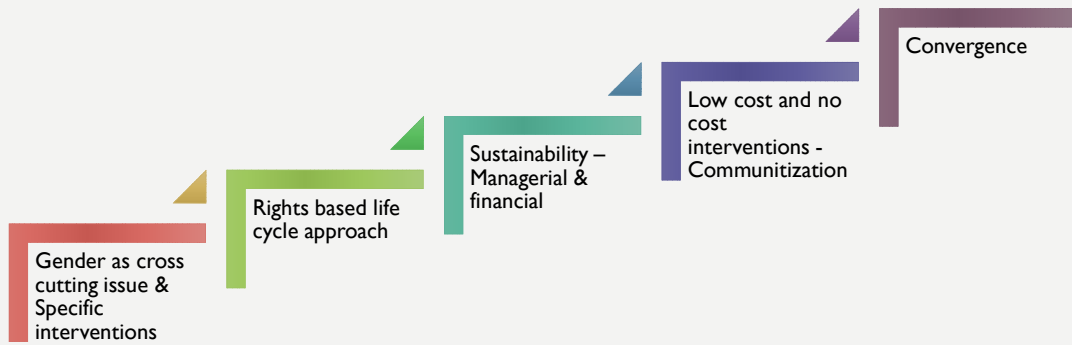 Gender as cross
cutting issue &
Specific
interventions
Rights based life
cycle approach
Sustainability –
Managerial &
financial
Low cost and no
cost
interventions -
Communitization
Convergence